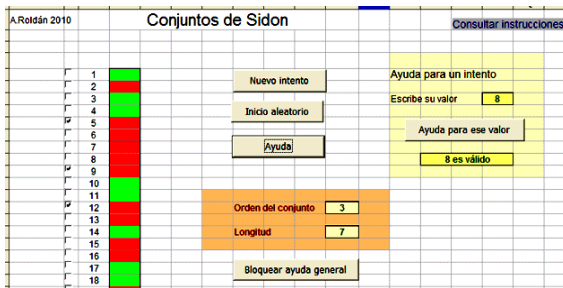 A.Roldán 2010
Conjuntos de Sidon
Consultar instrucciones
1
2
3
4
5
6
7
8
9
10
11
12
13
14
15
16
17
18
Nuevo intento
Inicio aleatorio
Ayuda
Orden del conjunto 3
Longitud 7
Bloquear ayuda general
Ayuda para un intento
Escribe su valor 8
Ayuda para ese valor
8 es válido